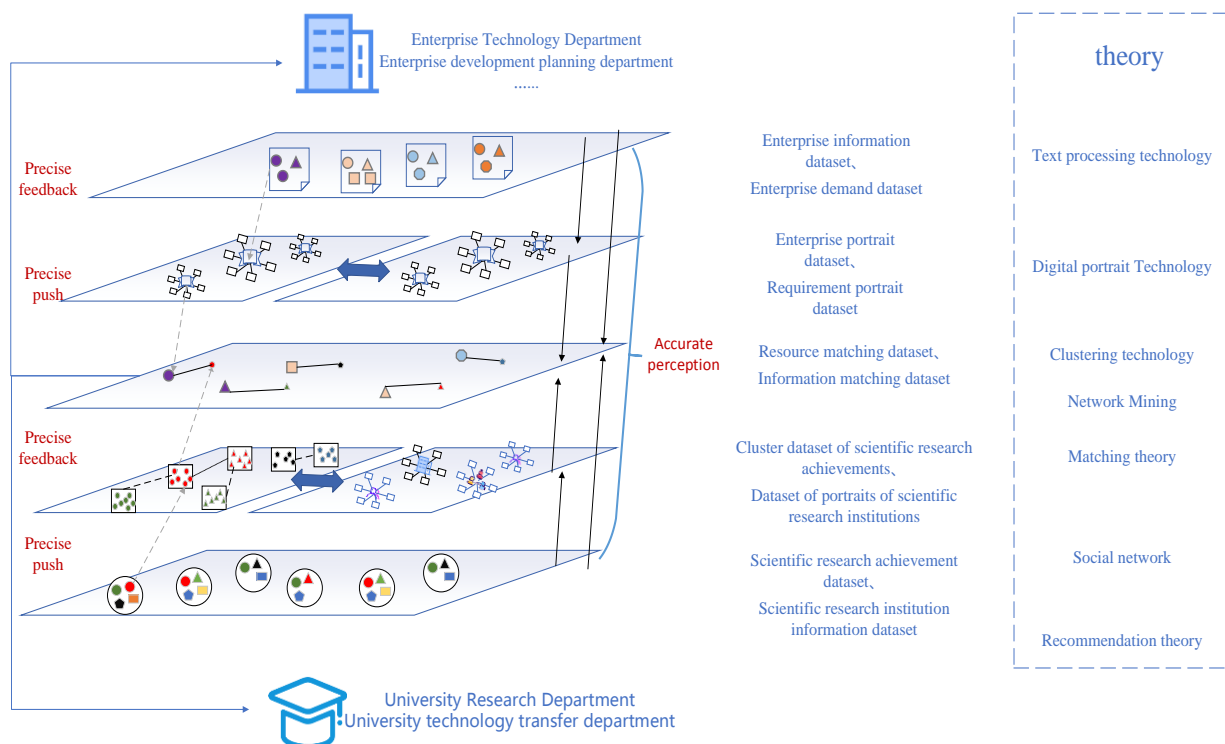 Enterprise Technology Department
Enterprise development planning department
......
theory
Precise
feedback
Enterprise information
dataset、
Enterprise demand dataset
Text processing technology
Precise
push
Enterprise portrait
dataset、
Requirement portrait
dataset
Digital portrait Technology
Accurate
perception
Resource matching dataset、
Information matching dataset
Clustering technology
Network Mining
Precise
feedback
Cluster dataset of scientific research
achievements、
Dataset of portraits of scientific
research institutions
Matching theory
Precise
push
Scientific research achievement
dataset、
Scientific research institution
information dataset
Social network
Recommendation theory
University Research Department
University technology transfer department